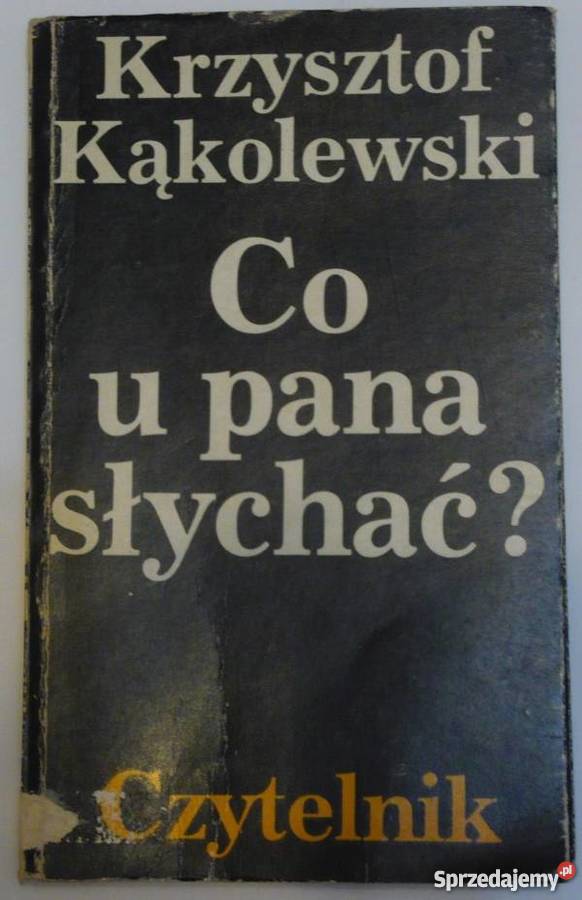 Krzysztof
Kąkolewski
Co
u pana
słychać?
Czytelnik
Sprzedajemy.pl